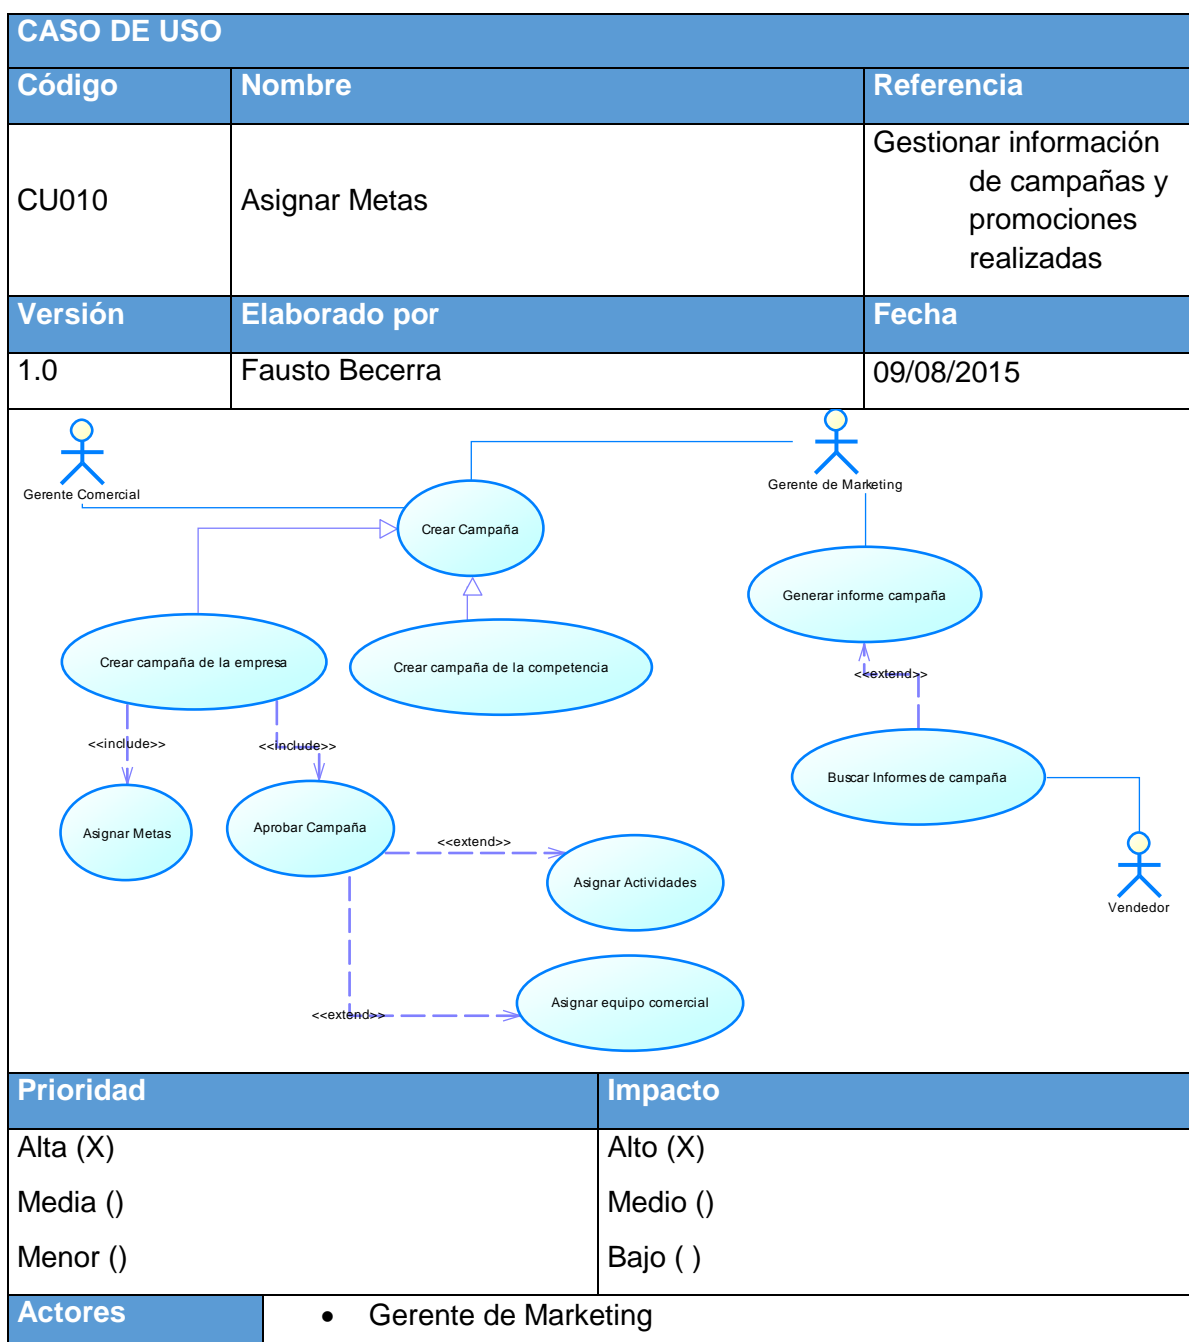 CASO DE USO
Código
Nombre
Referencia
CU010
Asignar Metas
Gestionar información
de campañas y
promociones
realizadas
Versión
Elaborado por
Fecha
1.0
Fausto Becerra
09/08/2015
Gerente Comercial
Gerente de Marketing
Crear Campaña
Generar informe campaña
Crear campaña de la empresa
Crear campaña de la competencia
<<extend>>
<<include>>
<<include>>
Buscar Informes de campaña
Asignar Metas
Aprobar Campaña
<<extend>>
Asignar Actividades
Vendedor
Asignar equipo comercial
<<extend>>
Prioridad
Impacto
Alta (X)
Alto (X)
Media ()
Medio ()
Menor ()
Bajo ( )
Actores
• Gerente de Marketing